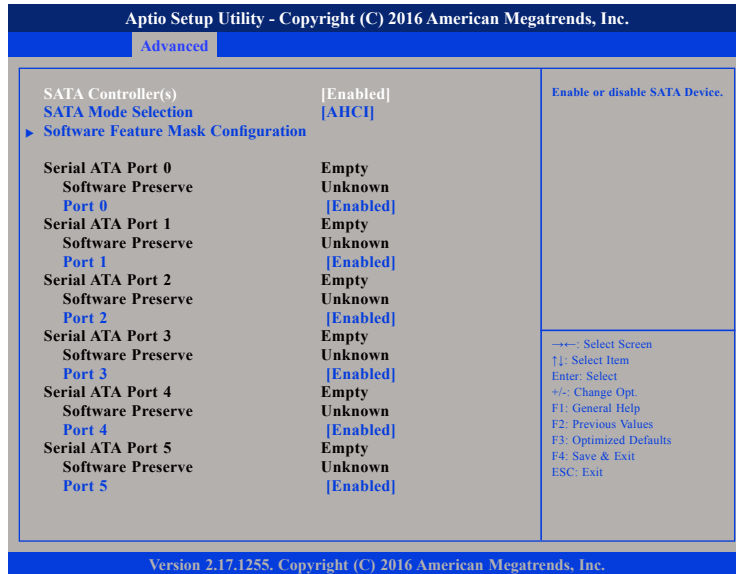 Aptio Setup Utility - Copyright (C) 2016 American Megatrends, Inc.
Advanced
SATA Controller(s) [Enabled]
SATA Mode Selection [AHCI]
▶ Software Feature Mask Configuration
Serial ATA Port 0 Empty
Software Preserve Unknown
Port 0 [Enabled]
Serial ATA Port 1 Empty
Software Preserve Unknown
Port 1 [Enabled]
Serial ATA Port 2 Empty
Software Preserve Unknown
Port 2 [Enabled]
Serial ATA Port 3 Empty
Software Preserve Unknown
Port 3 [Enabled]
Serial ATA Port 4 Empty
Software Preserve Unknown
Port 4 [Enabled]
Serial ATA Port 5 Empty
Software Preserve Unknown
Port 5 [Enabled]
Enable or disable SATA Device.
→←: Select Screen
↑↓: Select Item
Enter: Select
+/-: Change Opt.
F1: General Help
F2: Previous Values
F3: Optimized Defaults
F4: Save & Exit
ESC: Exit
Version 2.17.1255. Copyright (C) 2016 American Megatrends, Inc.